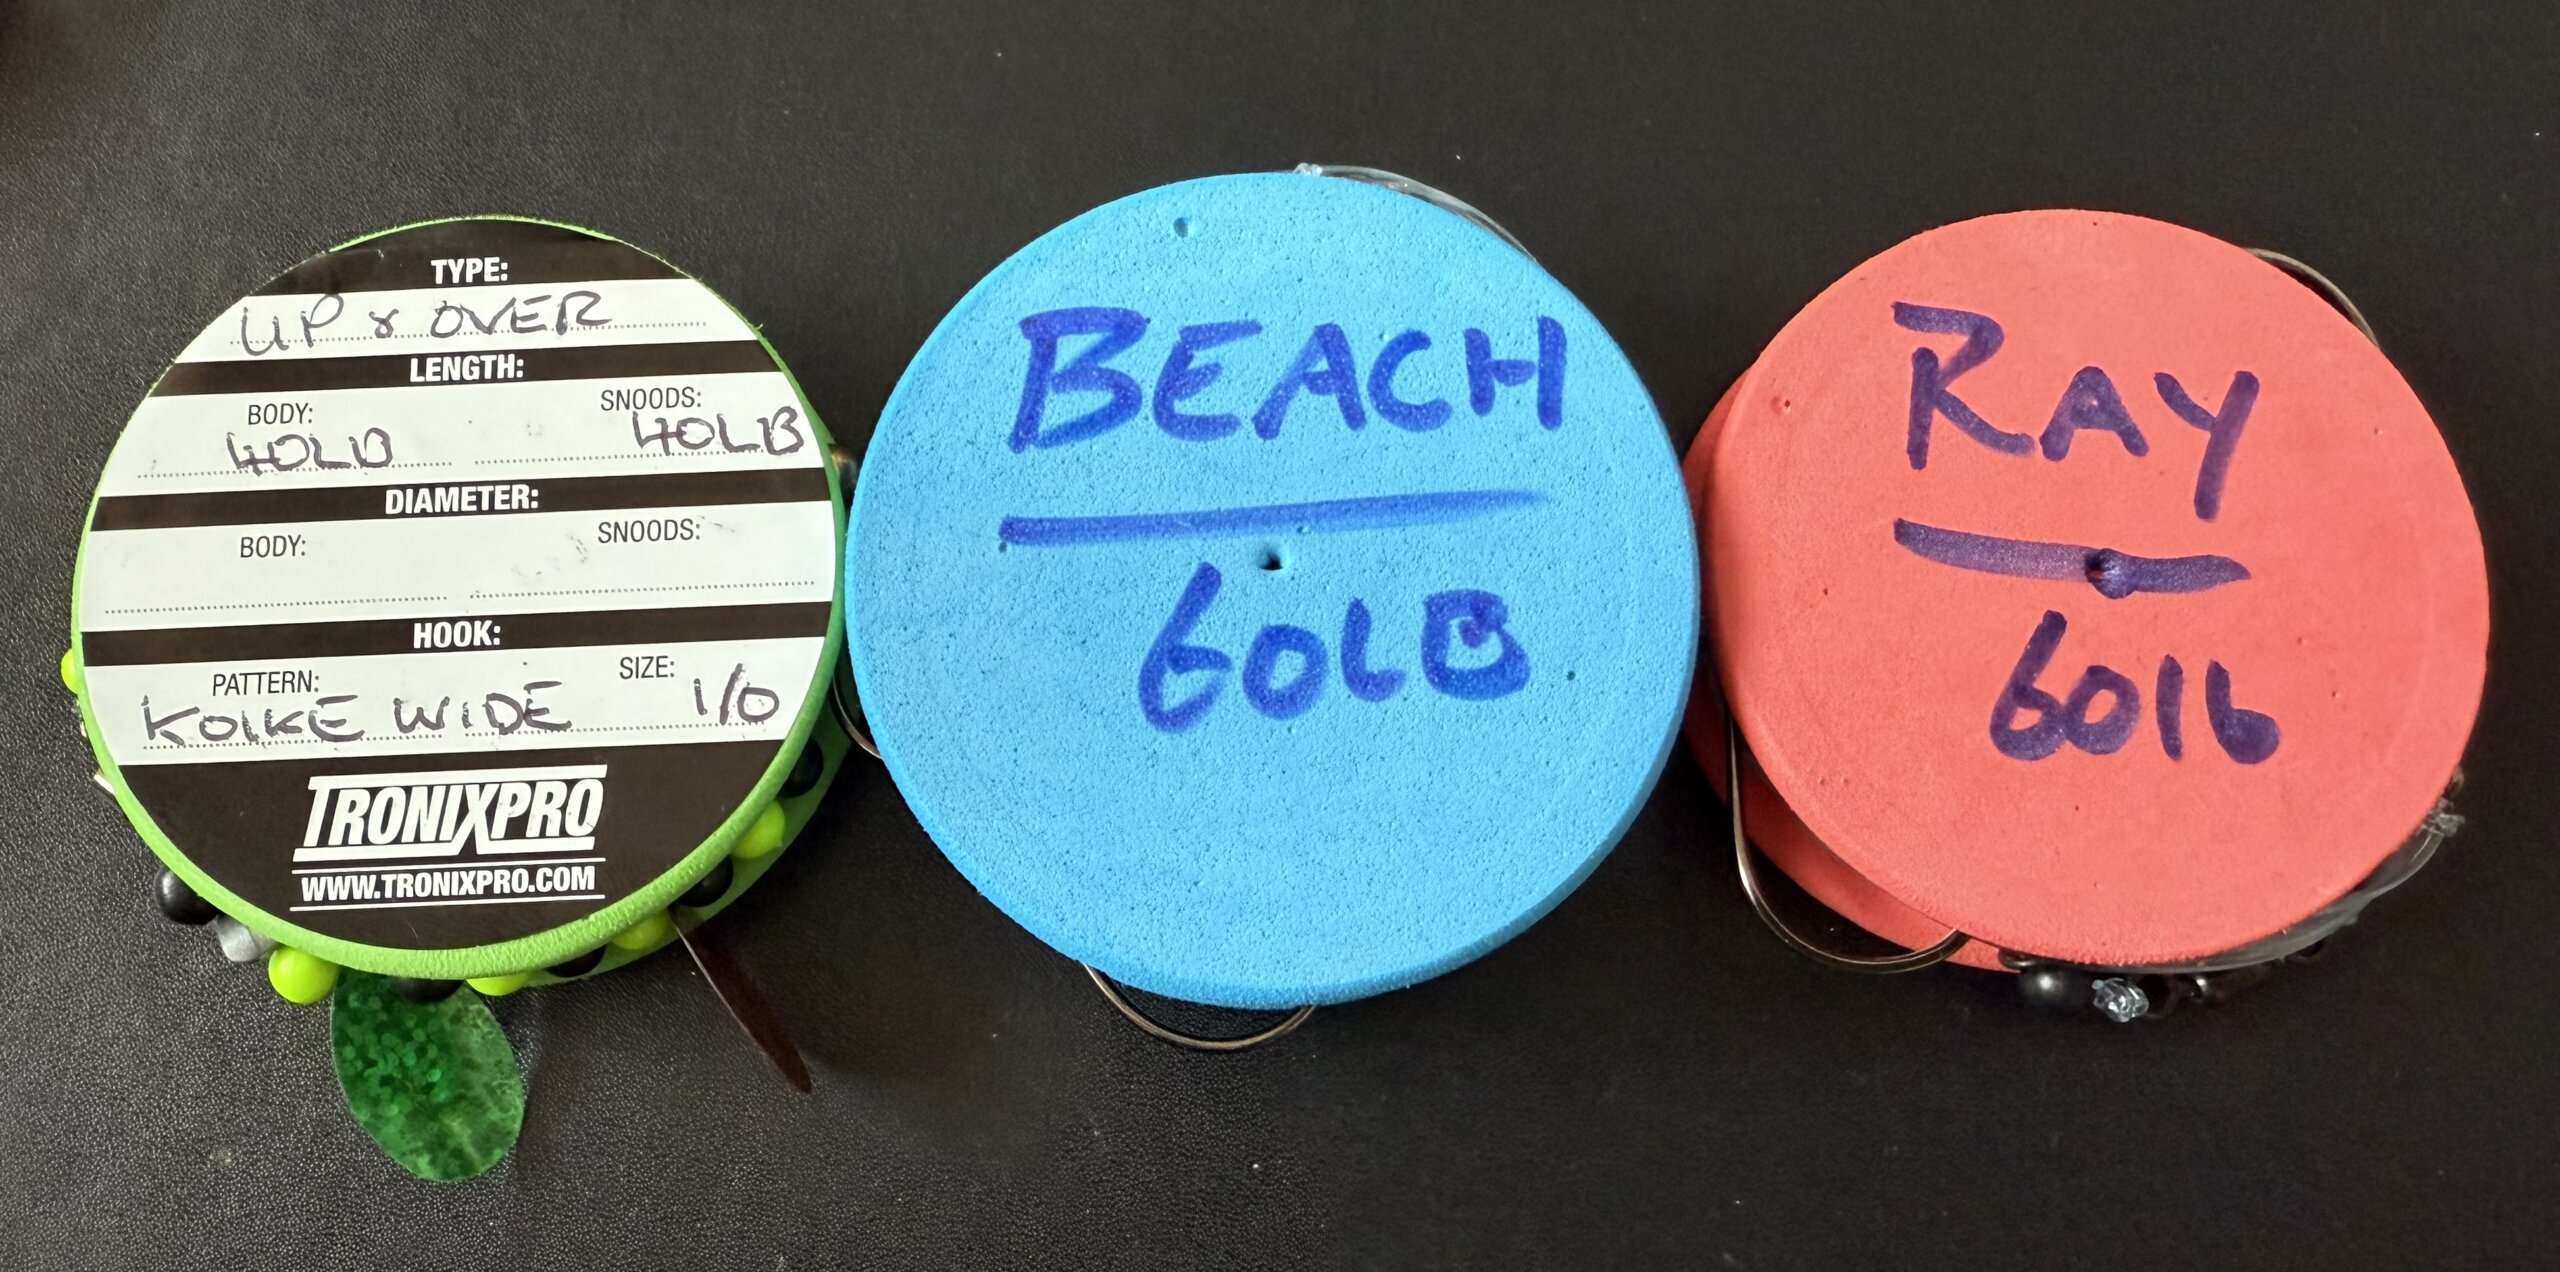 TYPE:
UP & OVER
LENGTH:
BODY: SNOODS:
40LB 40LB
DIAMETER:
BODY: SNOODS:
HOOK:
PATTERN: SIZE:
KOIKE WIDE 1/0
TRONIXPRO
WWW.TRONIXPRO.COM
BEACH
60LB
RAY
60lb